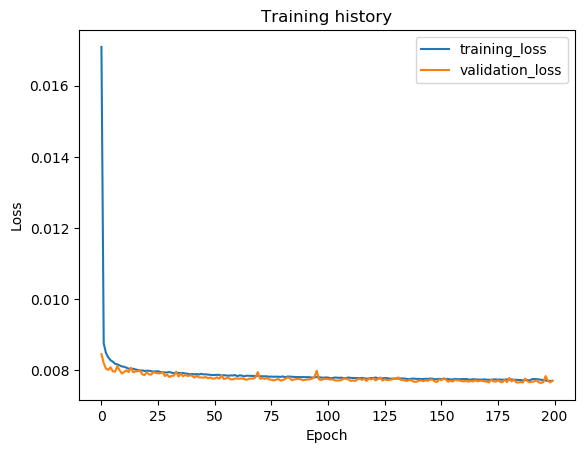 Training history
training_loss
validation_loss
0.016
0.014
0.012
0.010
0.008
Loss
0 25 50 75 100 125 150 175 200
Epoch